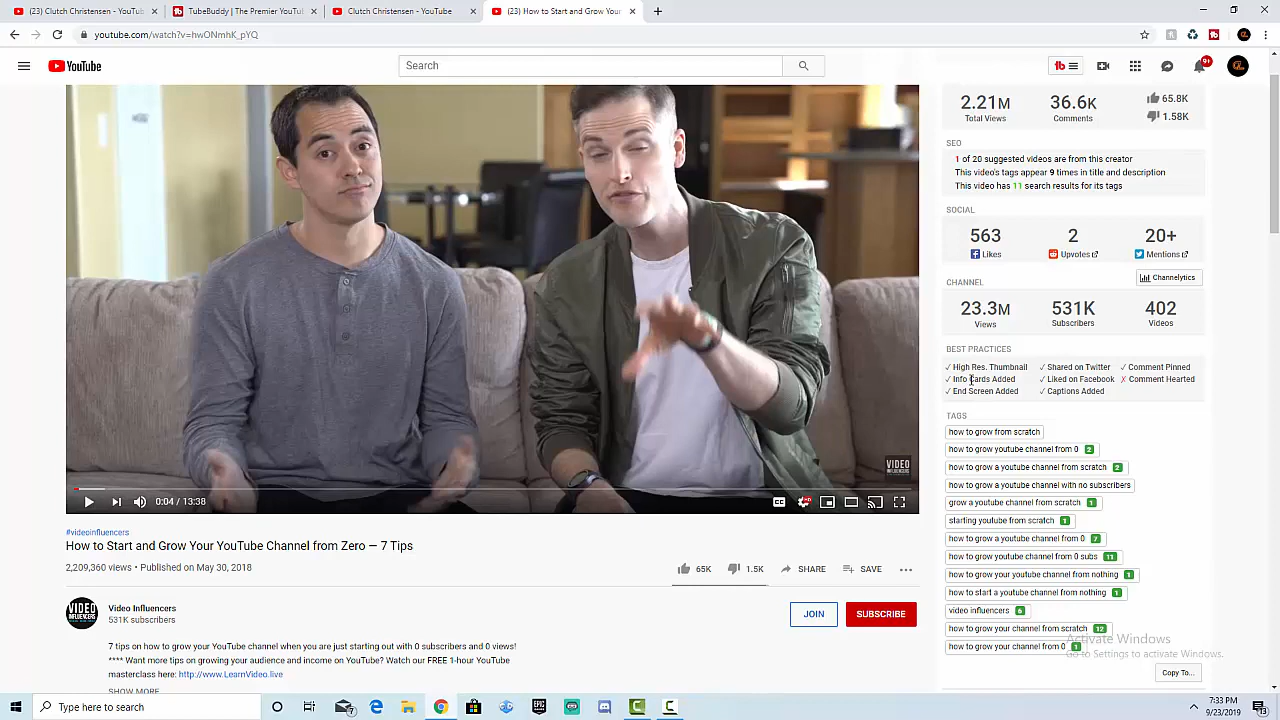 (23) Clutch Christensen - YouTub
TubeBuddy | The Premier YouTu
Clutch Christensen - YouTube
(23) How to Start and Grow Your
youtube.com/watch?v=hwONmhK_pYQ
YouTube
Search
tb
9+
2.21M
Total Views
36.6K
Comments
65.8K
1.58K
SEO
1 of 20 suggested videos are from this creator
This video's tags appear 9 times in title and description
This video has 11 search results for its tags
SOCIAL
563
Likes
2
Upvotes
20+
Mentions
CHANNEL
Channelytics
23.3M
Views
531K
Subscribers
402
Videos
BEST PRACTICES
✓ High Res. Thumbnail ✓ Shared on Twitter ✓ Comment Pinned
✓ Info Cards Added ✓ Liked on Facebook ✗ Comment Hearted
✓ End Screen Added ✓ Captions Added
TAGS
how to grow from scratch
how to grow youtube channel from 0 2
how to grow a youtube channel from scratch 2
how to grow a youtube channel with no subscribers
grow a youtube channel from scratch 1
starting youtube from scratch 1
how to grow a youtube channel from 0 7
how to grow youtube channel from 0 subs 11
how to grow your youtube channel from nothing 1
how to start a youtube channel from nothing 1
video influencers 6
how to grow your channel from scratch 12
how to grow your channel from 0 1
Copy To...
Activate Windows
Go to Settings to activate Windows.
VIDEO
INFLUENCERS
0:04 / 13:38
CC
HD
#videoinfluencers
How to Start and Grow Your YouTube Channel from Zero — 7 Tips
2,209,360 views • Published on May 30, 2018
65K
1.5K
SHARE
SAVE
VIDEO
INFLUENCERS
Video Influencers
531K subscribers
JOIN
SUBSCRIBE
7 tips on how to grow your YouTube channel when you are just starting out with 0 subscribers and 0 views!
**** Want more tips on growing your audience and income on YouTube? Watch our FREE 1-hour YouTube
masterclass here: http://www.LearnVideo.live
SHOW MORE
Type here to search
7
EPIC
GAMES
7:33 PM
9/23/2019
13